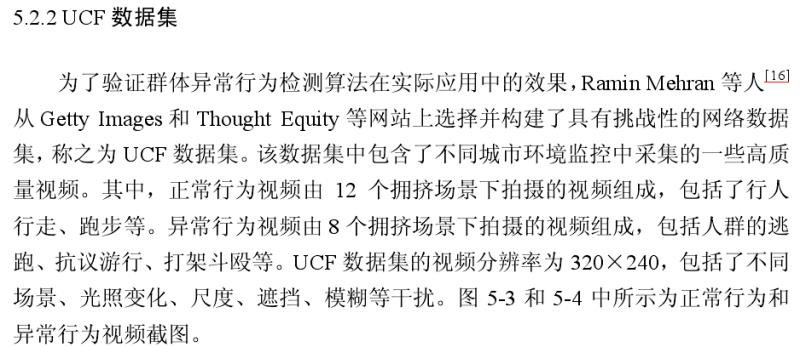 5.2.2 UCF 数据集
为了验证群体异常行为检测算法在实际应用中的效果，Ramin Mehran 等人[16]
从 Getty Images 和 Thought Equity 等网站上选择并构建了具有挑战性的网络数据
集，称之为 UCF 数据集。该数据集中包含了不同城市环境监控中采集的一些高质
量视频。其中，正常行为视频由 12 个拥挤场景下拍摄的视频组成，包括了行人
行走、跑步等。异常行为视频由 8 个拥挤场景下拍摄的视频组成，包括人群的逃
跑、抗议游行、打架斗殴等。UCF 数据集的视频分辨率为 320×240，包括了不同
场景、光照变化、尺度、遮挡、模糊等干扰。图 5-3 和 5-4 中所示为正常行为和
异常行为视频截图。